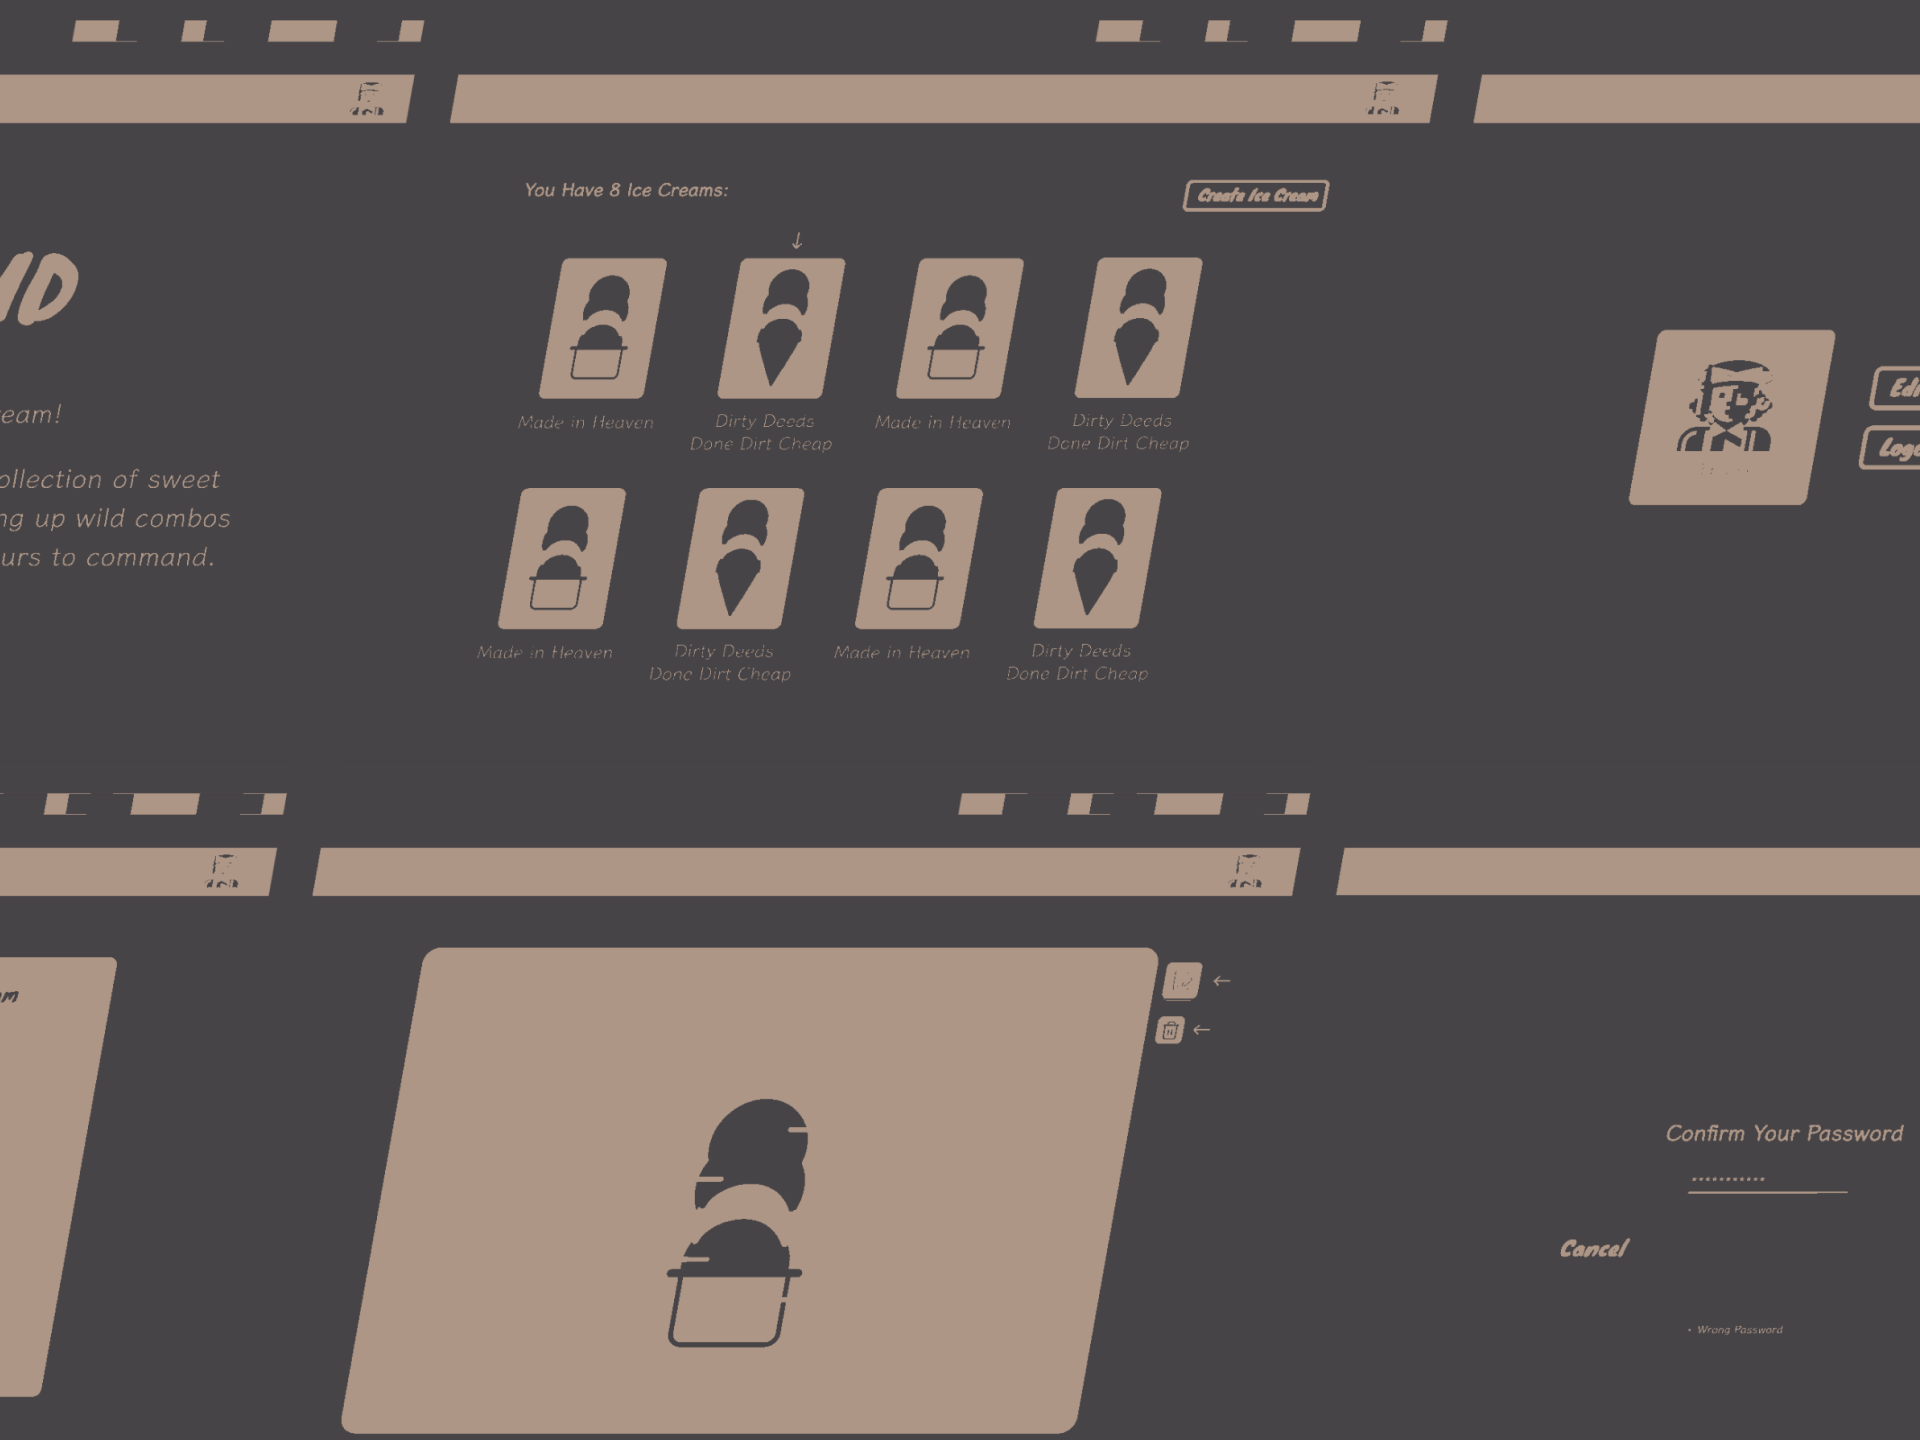 You Have 8 Ice Creams:
Create Ice Cream
ND
eam!
ollection of sweet
ng up wild combos
urs to command.
Made in Heaven
Dirty Deeds
Done Dirt Cheap
Made in Heaven
Dirty Deeds
Done Dirt Cheap
Edi
Logo
Made in Heaven
Dirty Deeds
Done Dirt Cheap
Made in Heaven
Dirty Deeds
Done Dirt Cheap
m
Confirm Your Password
Cancel
• Wrong Password